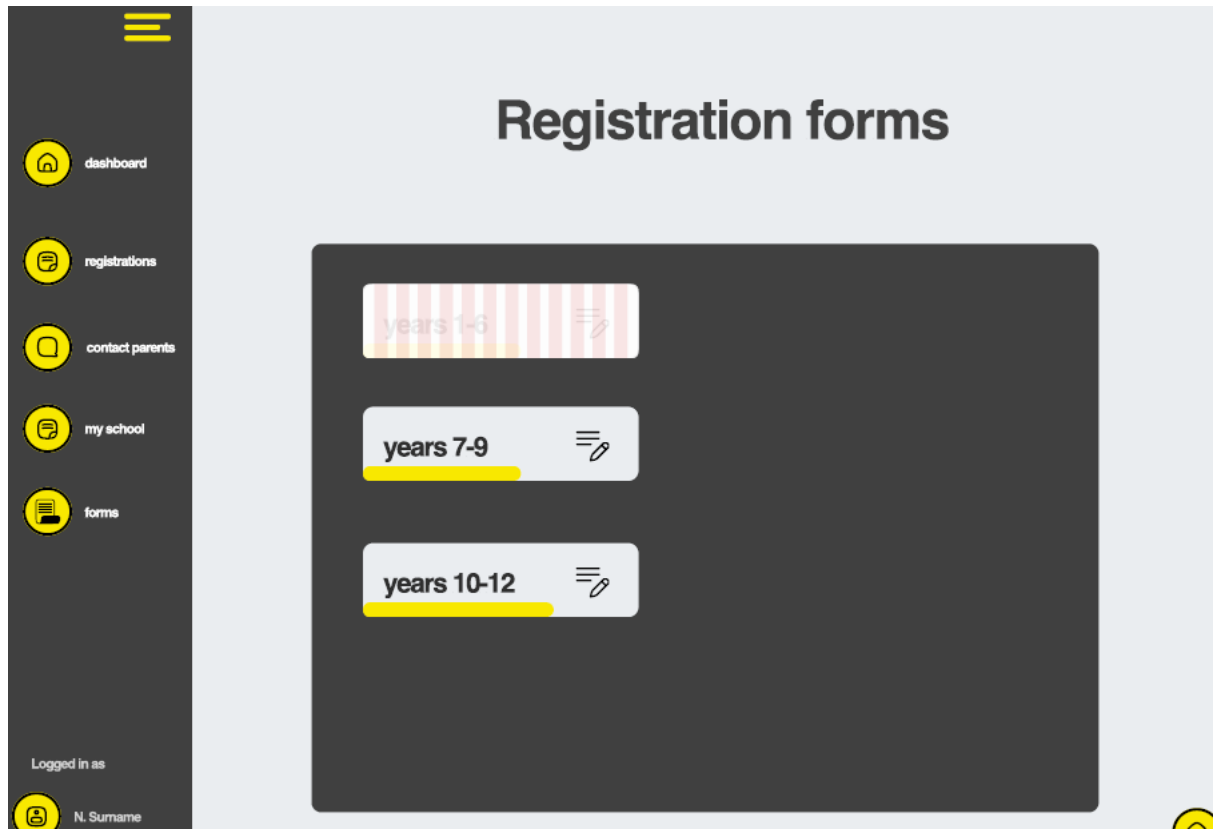 Registration forms
dashboard
registrations
contact parents
my school
forms
years 1-6
years 7-9
years 10-12
Logged in as
N. Surname